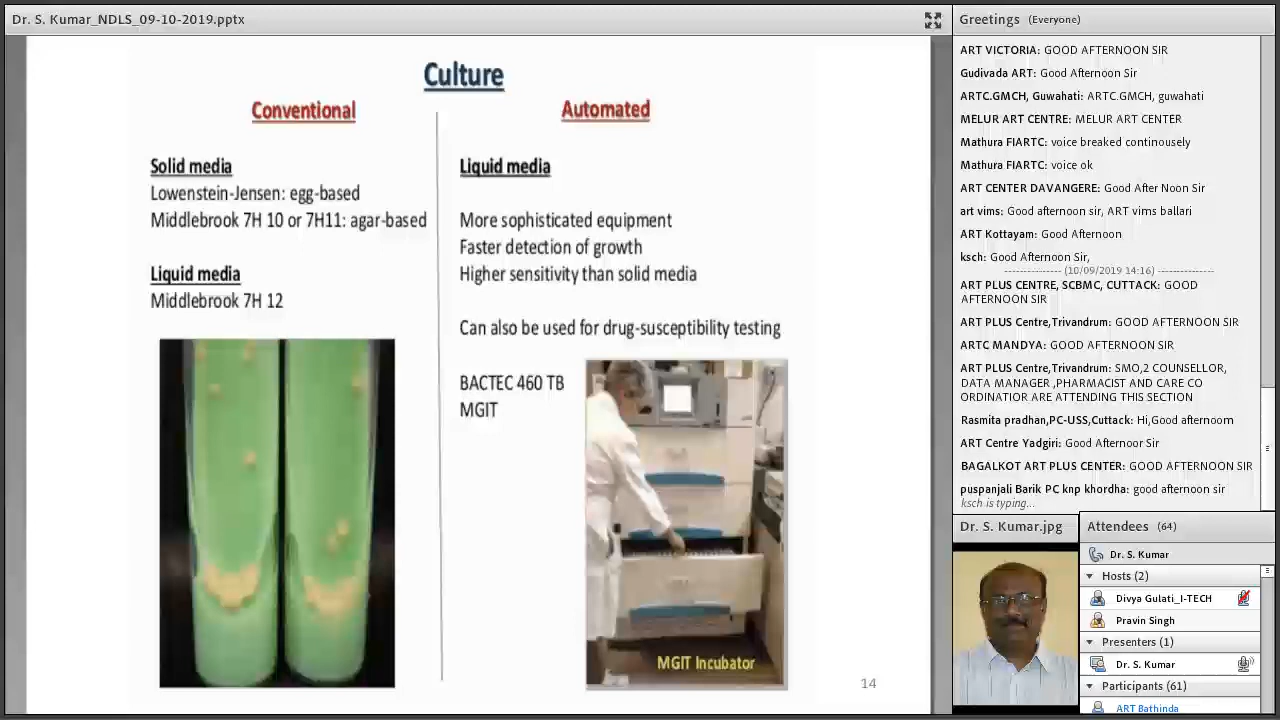 Dr. S. Kumar_NDLS_09-10-2019.pptx
Culture
Conventional
Solid media
Lowenstein-Jensen: egg-based
Middlebrook 7H 10 or 7H11: agar-based
Liquid media
Middlebrook 7H 12
Automated
Liquid media
More sophisticated equipment
Faster detection of growth
Higher sensitivity than solid media
Can also be used for drug-susceptibility testing
BACTEC 460 TB
MGIT
MGIT Incubator
14
Greetings (Everyone)
ART VICTORIA: GOOD AFTERNOON SIR
Gudivada ART: Good Afternoon Sir
ARTC.GMCH, Guwahati: ARTC.GMCH, guwahati
MELUR ART CENTRE: MELUR ART CENTER
Mathura FIARTC: voice breaked continousely
Mathura FIARTC: voice ok
ART CENTER DAVANGERE: Good After Noon Sir
art vims: Good afternoon sir, ART vims ballari
ART Kottayam: Good Afternoon
ksch: Good Afternoon Sir,
---------------- (10/09/2019 14:16) ---------------
ART PLUS CENTRE, SCBMC, CUTTACK: GOOD
AFTERNOON SIR
ART PLUS Centre,Trivandrum: GOOD AFTERNOON SIR
ARTC MANDYA: GOOD AFTERNOON SIR
ART PLUS Centre,Trivandrum: SMO,2 COUNSELLOR,
DATA MANAGER ,PHARMACIST AND CARE CO
ORDINATIOR ARE ATTENDING THIS SECTION
Rasmita pradhan,PC-USS,Cuttack: Hi,Good afternoom
ART Centre Yadgiri: Good Afternoor Sir
BAGALKOT ART PLUS CENTER: GOOD AFTERNOON SIR
puspanjali Barik PC knp khordha: good afternoon sir
ksch is typing...
Dr. S. Kumar.jpg
Attendees (64)
Dr. S. Kumar
Hosts (2)
Divya Gulati_I-TECH
Pravin Singh
Presenters (1)
Dr. S. Kumar
Participants (61)
ART Bathinda